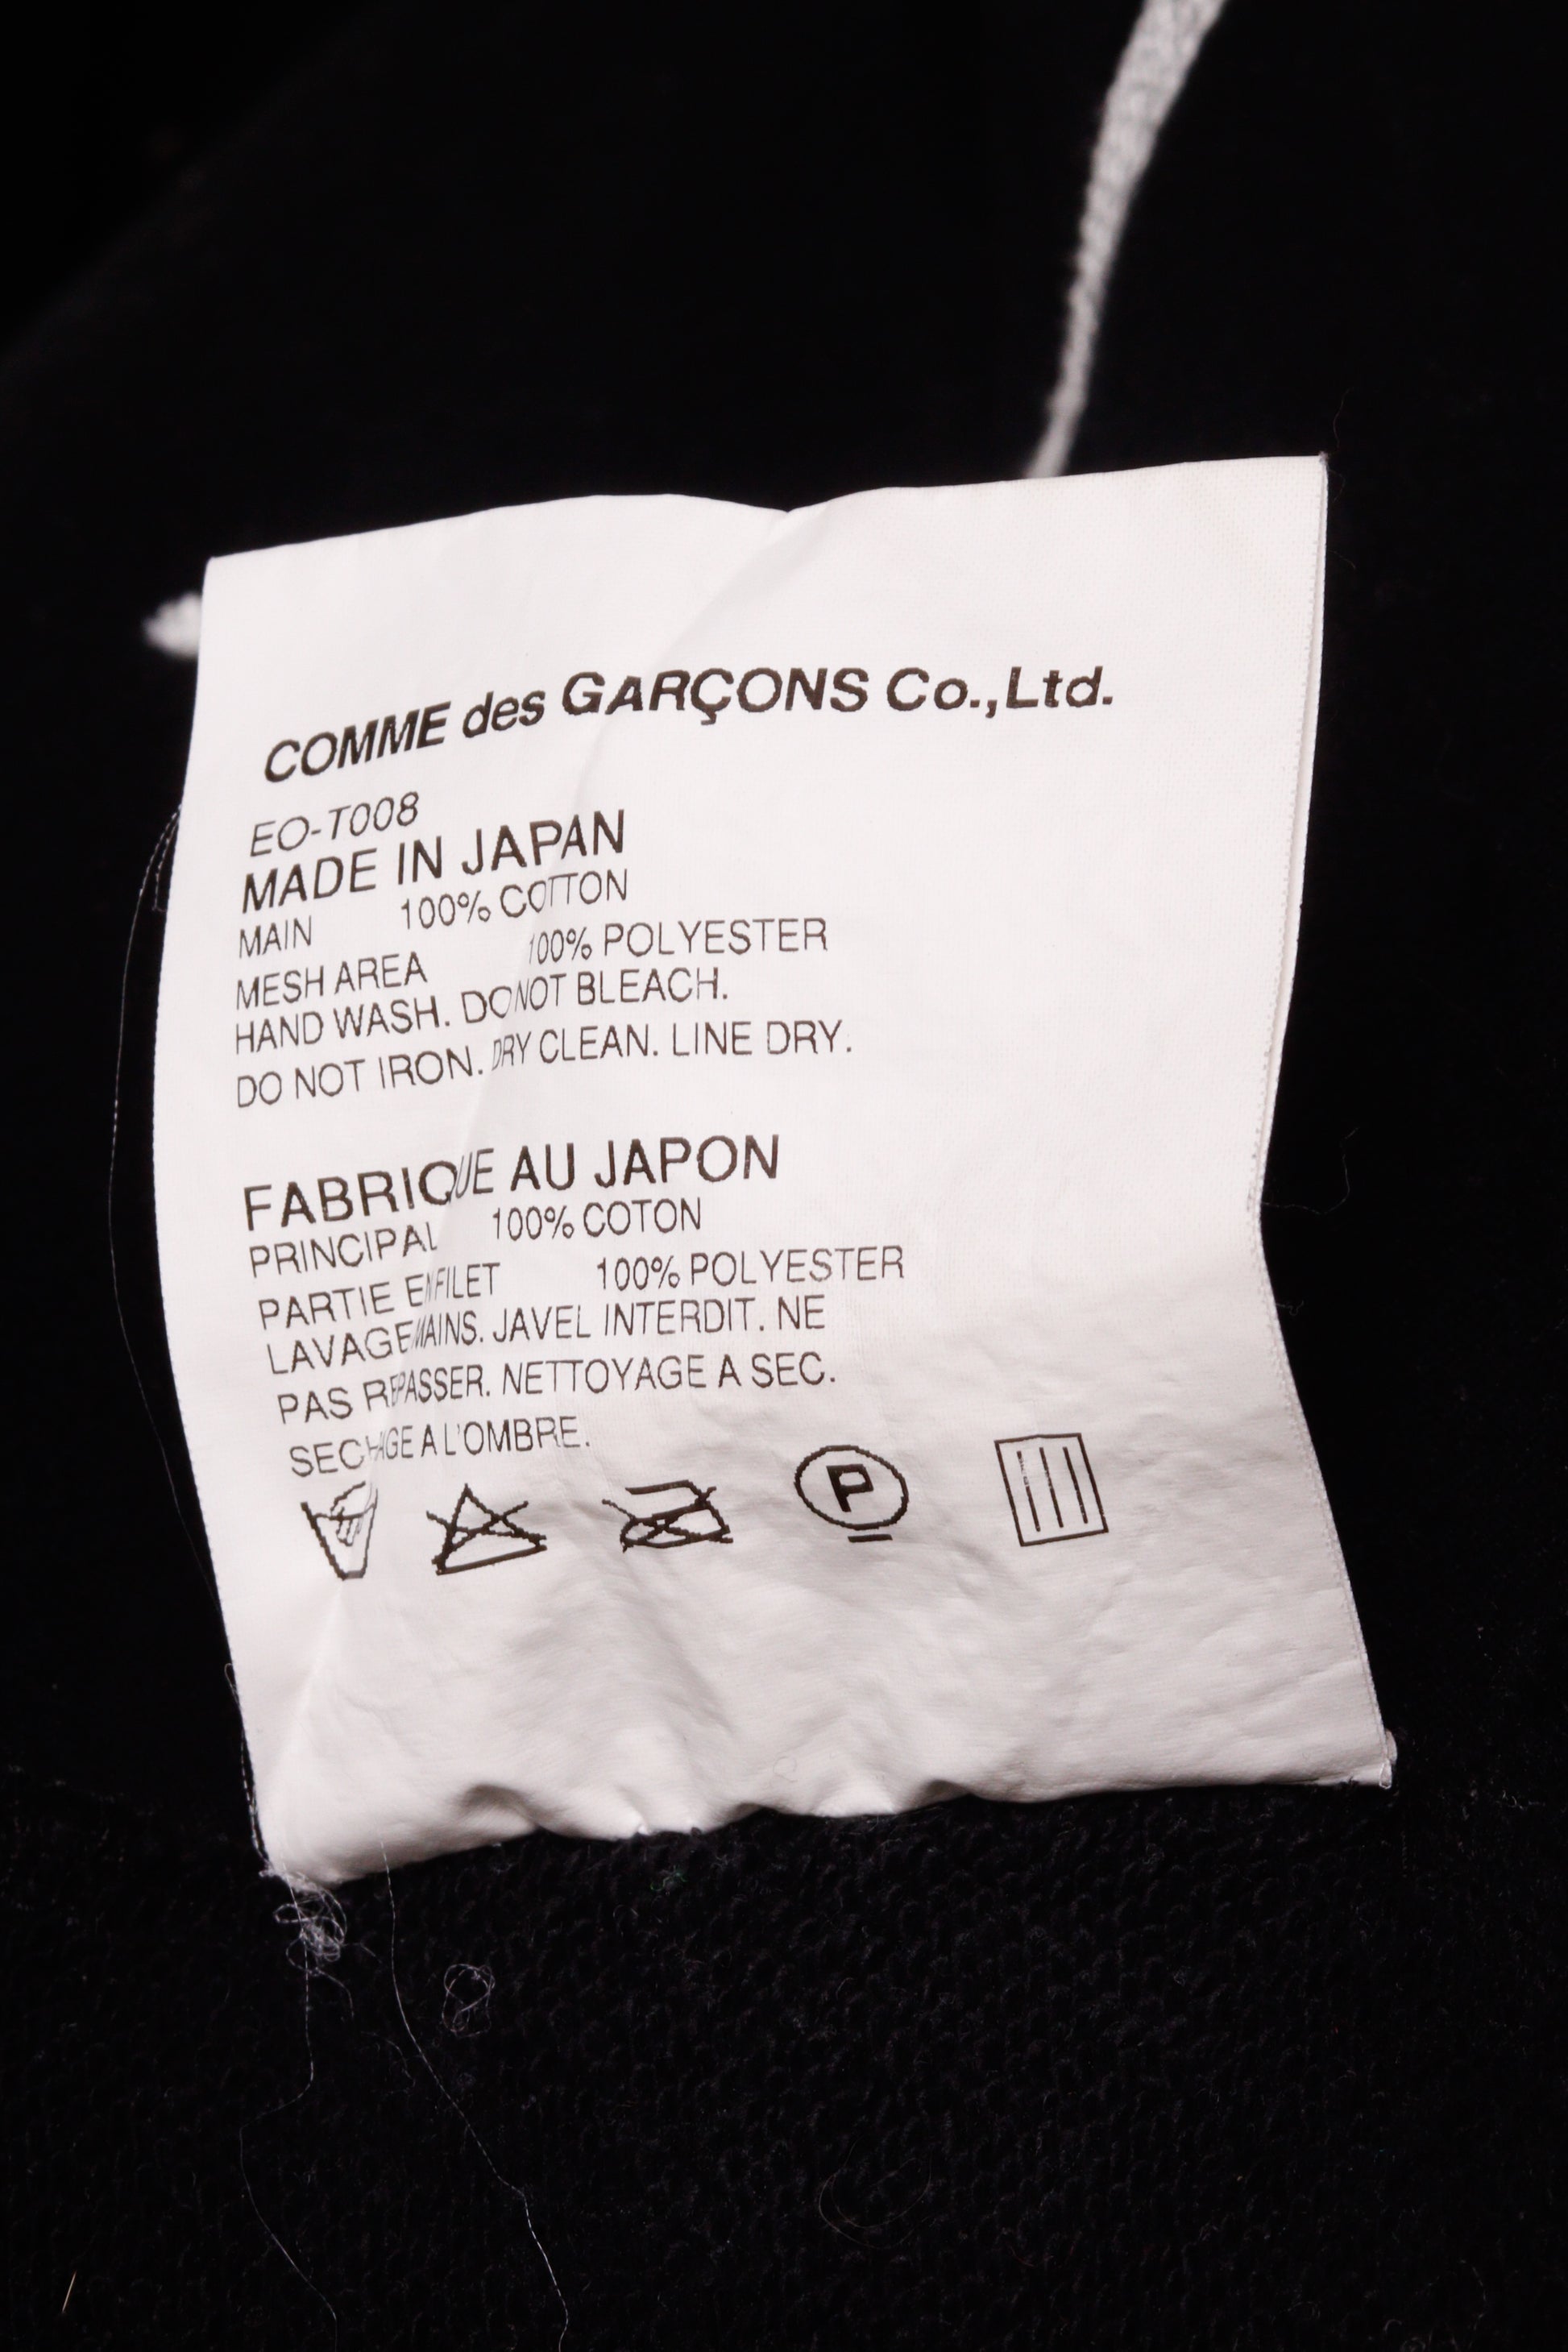 COMME des GARÇONS Co.,Ltd.
EO-T008
MADE IN JAPAN
MAIN 100% COTTON
MESH AREA 100% POLYESTER
HAND WASH. DO NOT BLEACH.
DO NOT IRON. DRY CLEAN. LINE DRY.
FABRIQUE AU JAPON
PRINCIPAL 100% COTON
PARTIE EN FILET 100% POLYESTER
LAVAGE MAINS. JAVEL INTERDIT. NE
PAS REPASSER. NETTOYAGE A SEC.
SECHAGE A L'OMBRE.
P